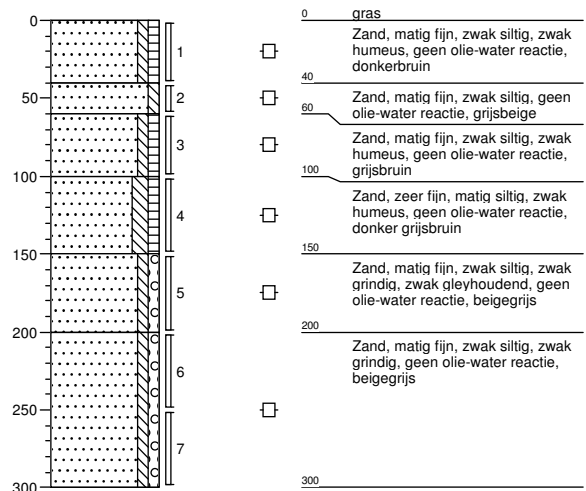 0
50
100
150
200
250
300
1
2
3
4
5
6
7
0 gras
Zand, matig fijn, zwak siltig, zwak
humeus, geen olie-water reactie,
donkerbruin
40
Zand, matig fijn, zwak siltig, geen
olie-water reactie, grijsbeige
60
Zand, matig fijn, zwak siltig, zwak
humeus, geen olie-water reactie,
grijsbruin
100
Zand, zeer fijn, matig siltig, zwak
humeus, geen olie-water reactie,
donker grijsbruin
150
Zand, matig fijn, zwak siltig, zwak
grindig, zwak gleyhoudend, geen
olie-water reactie, beigegrijs
200
Zand, matig fijn, zwak siltig, zwak
grindig, geen olie-water reactie,
beigegrijs
300